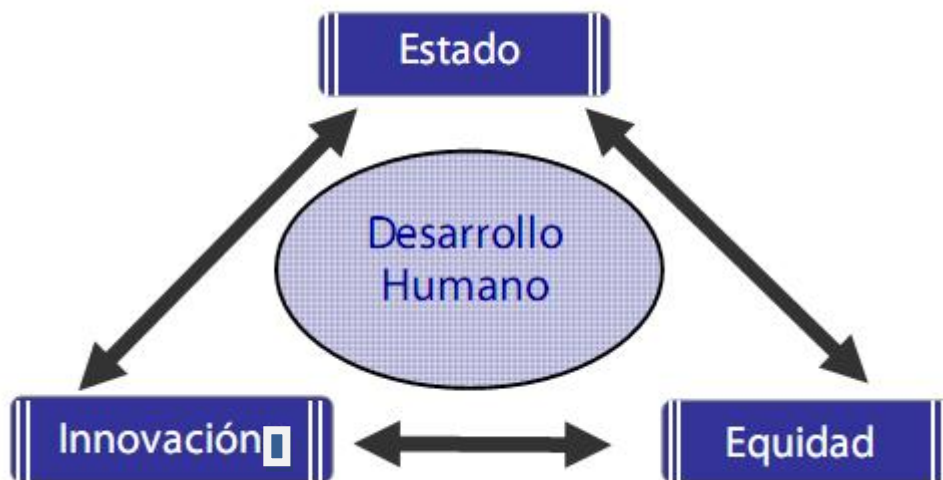 Estado
Desarrollo
Humano
Innovación
Equidad